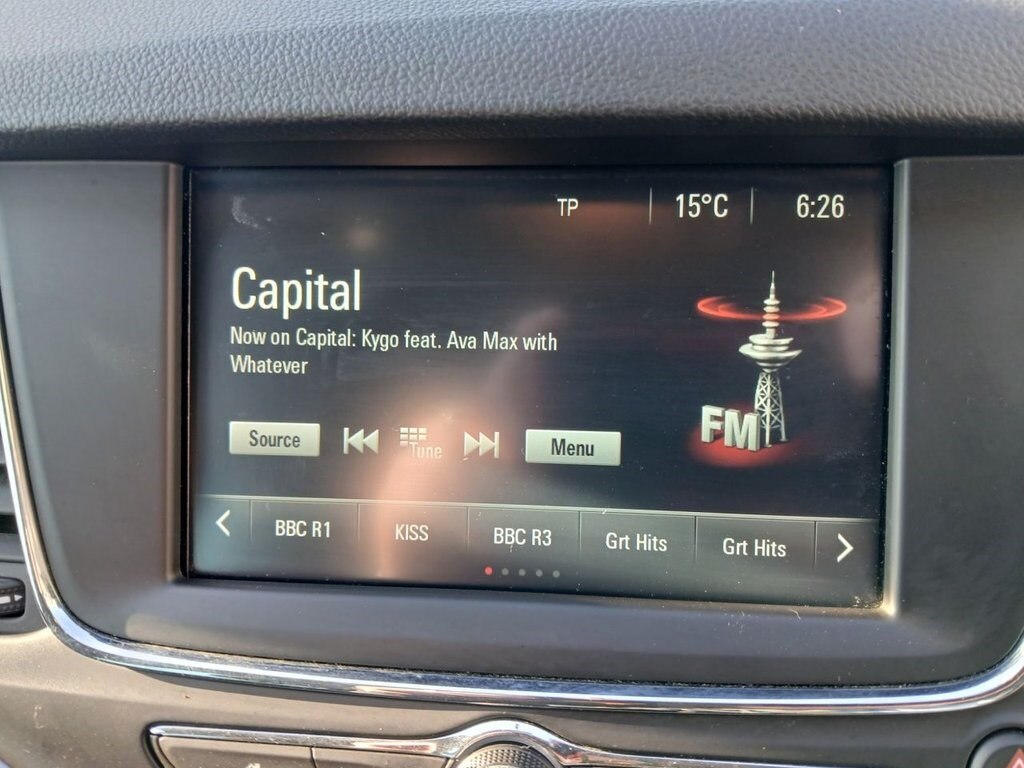 TP 15°C 6:26
Capital
Now on Capital: Kygo feat. Ava Max with
Whatever
Source Tune Menu
FM
BBC R1 KISS BBC R3 Grt Hits Grt Hits